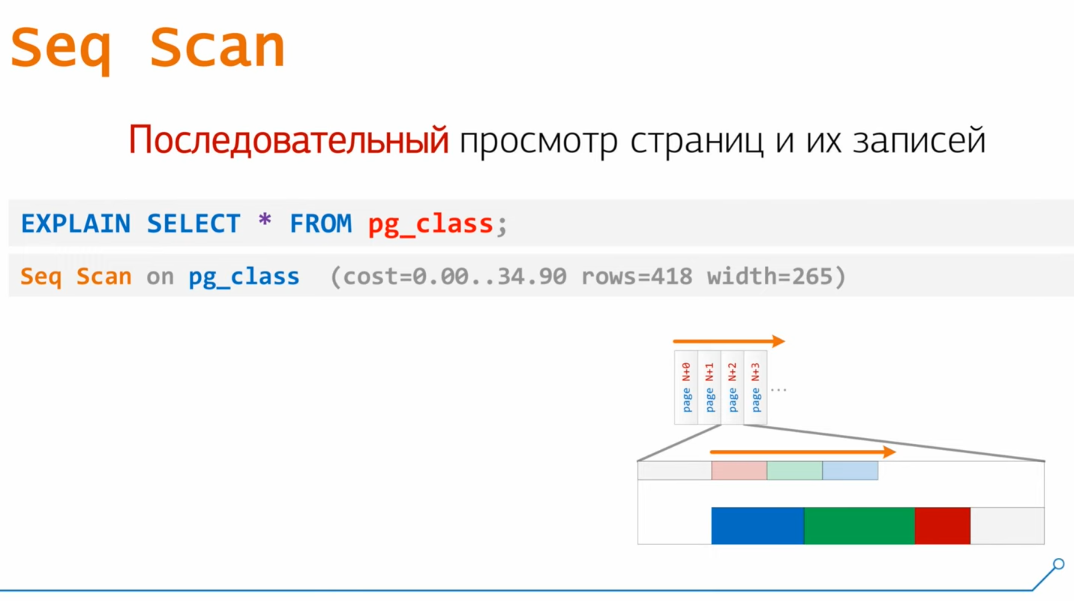 Seq Scan
Последовательный просмотр страниц и их записей
EXPLAIN SELECT * FROM pg_class;
Seq Scan on pg_class (cost=0.00..34.90 rows=418 width=265)
page N+0
page N+1
page N+2
page N+3
...